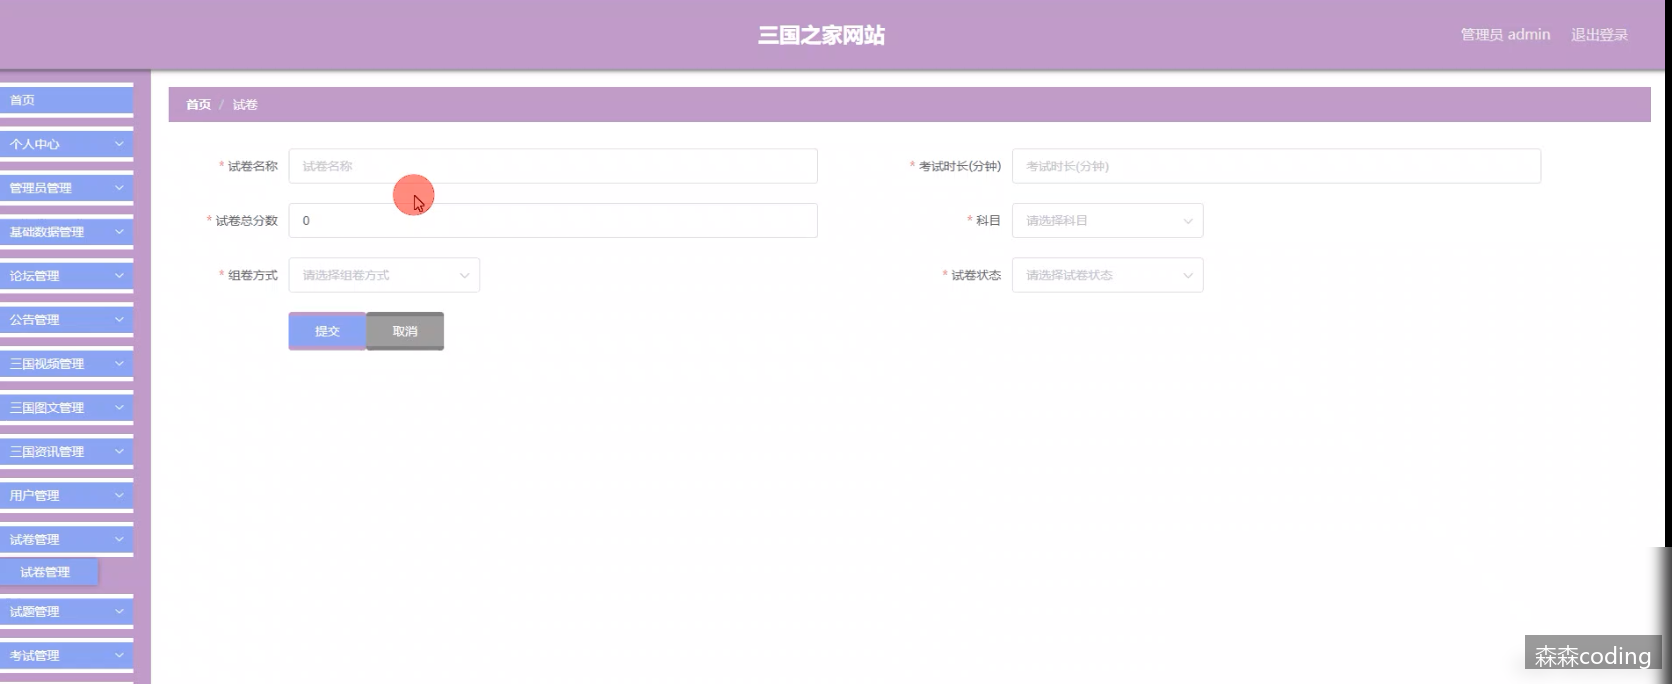 三国之家网站
管理员 admin
退出登录
首页
个人中心
管理员管理
基础数据管理
论坛管理
公告管理
三国视频管理
三国图文管理
三国资讯管理
用户管理
试卷管理
试卷管理
试题管理
考试管理
首页 / 试卷
* 试卷名称 试卷名称
* 考试时长(分钟) 考试时长(分钟)
* 试卷总分数 0
* 科目 请选择科目
* 组卷方式 请选择组卷方式
* 试卷状态 请选择试卷状态
提交 取消
森森coding